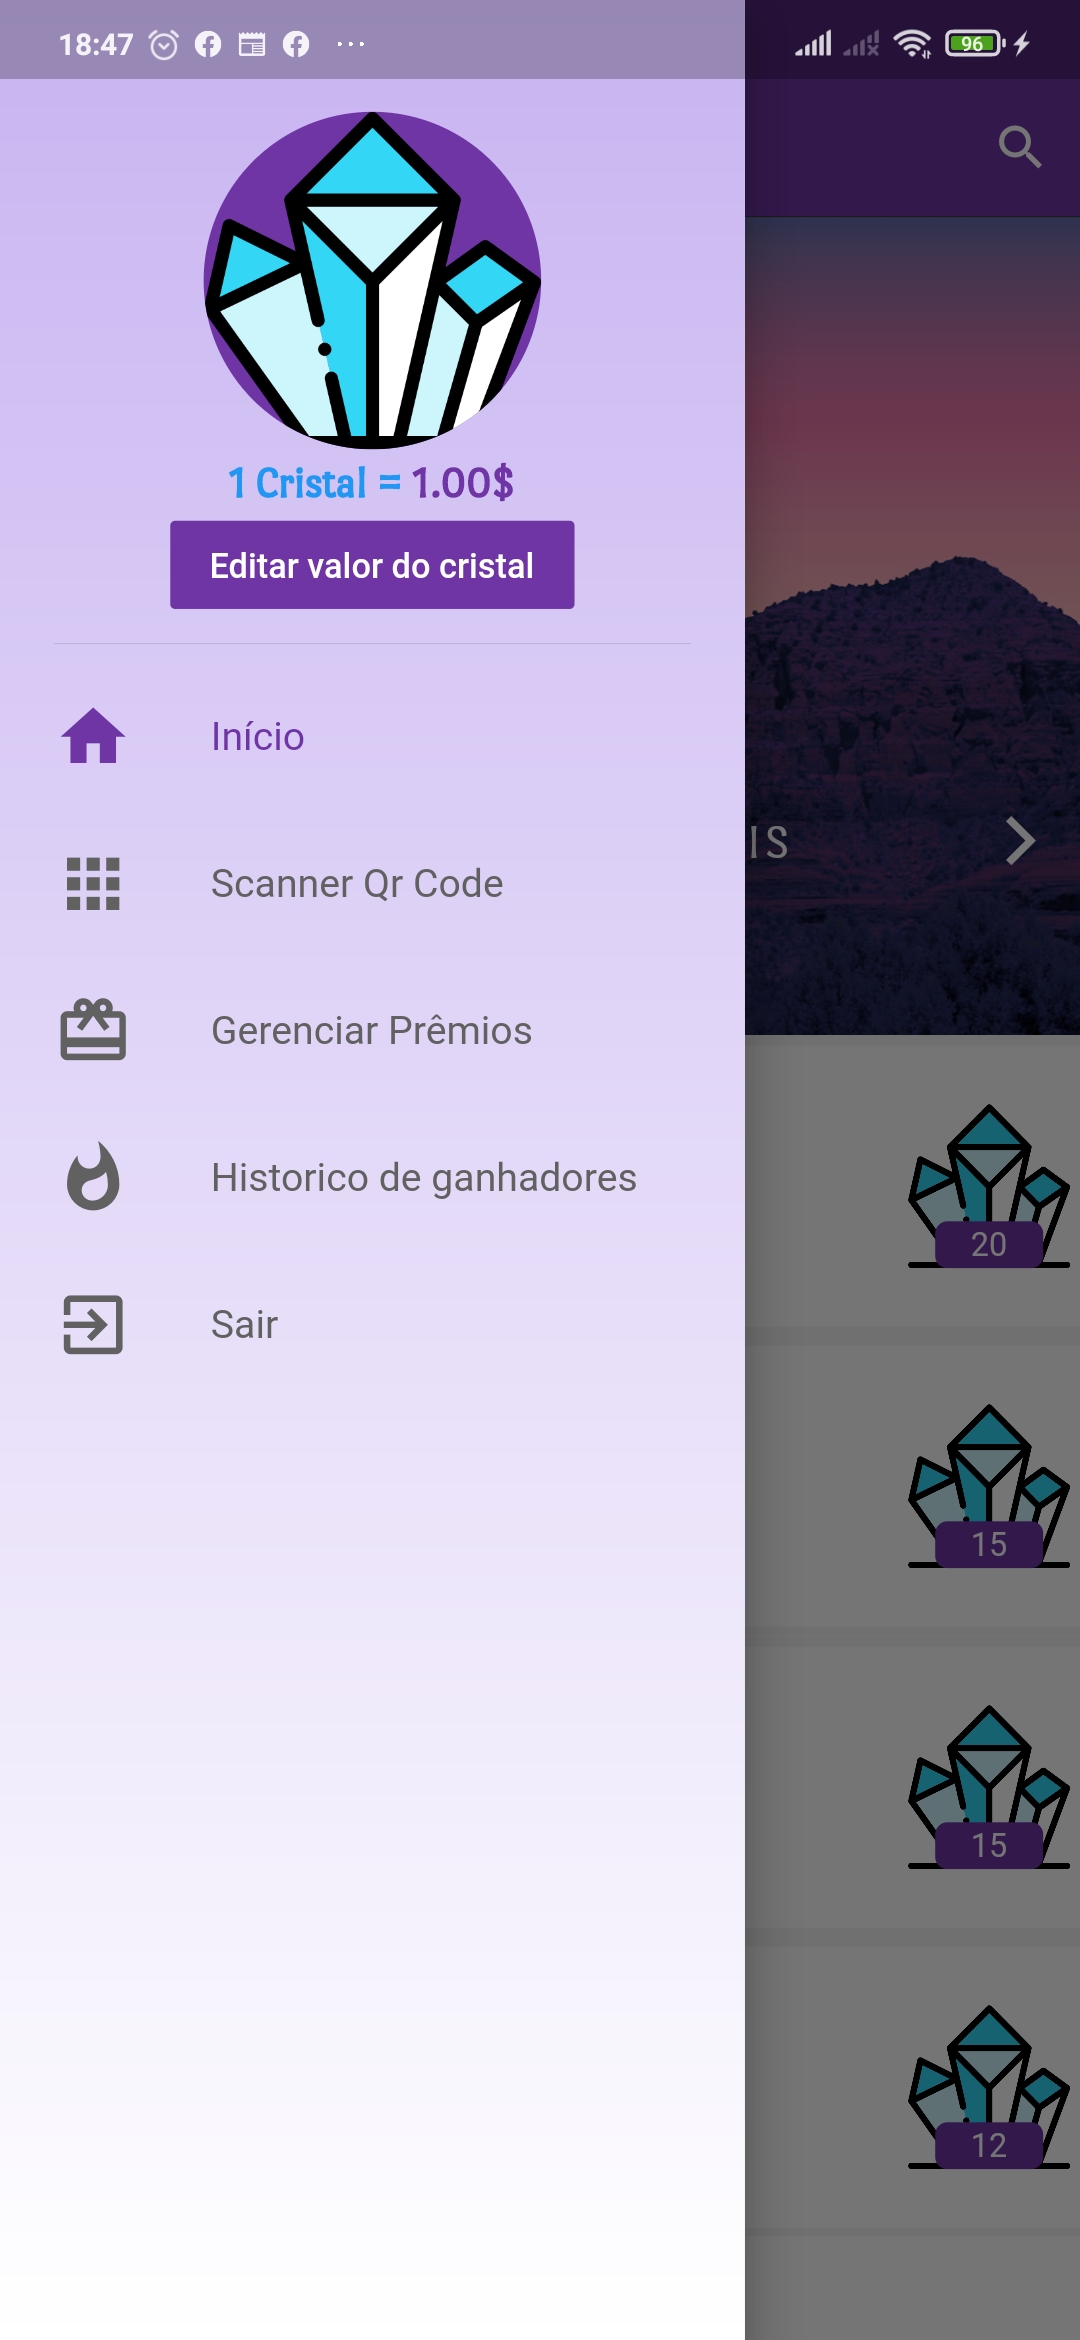 18:47
96
1 Cristal = 1.00$
Editar valor do cristal
Início
Scanner Qr Code
Gerenciar Prêmios
Historico de ganhadores
Sair
IS
20
15
15
12